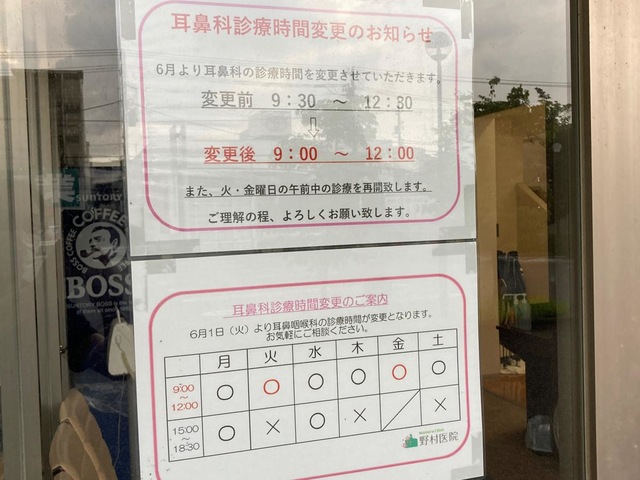 耳鼻科診療時間変更のお知らせ
6月より耳鼻科の診療時間を変更させていただきます。
変更前 9:30 ～ 12:30
⇩
変更後 9:00 ～ 12:00
また、火・金曜日の午前中の診療を再開致します。
ご理解の程、よろしくお願い致します。
SUNTORY
COFFEE
BOSS COFFEE
BOSS
耳鼻科診療時間変更のご案内
6月1日（火）より耳鼻咽喉科の診療時間が変更となります。
お気軽にご相談ください。
月 火 水 木 金 土
9:00～12:00 ○ ○ ○ ○ ○ ○
15:00～18:30 ○ × ○ × ／ ×
野村医院